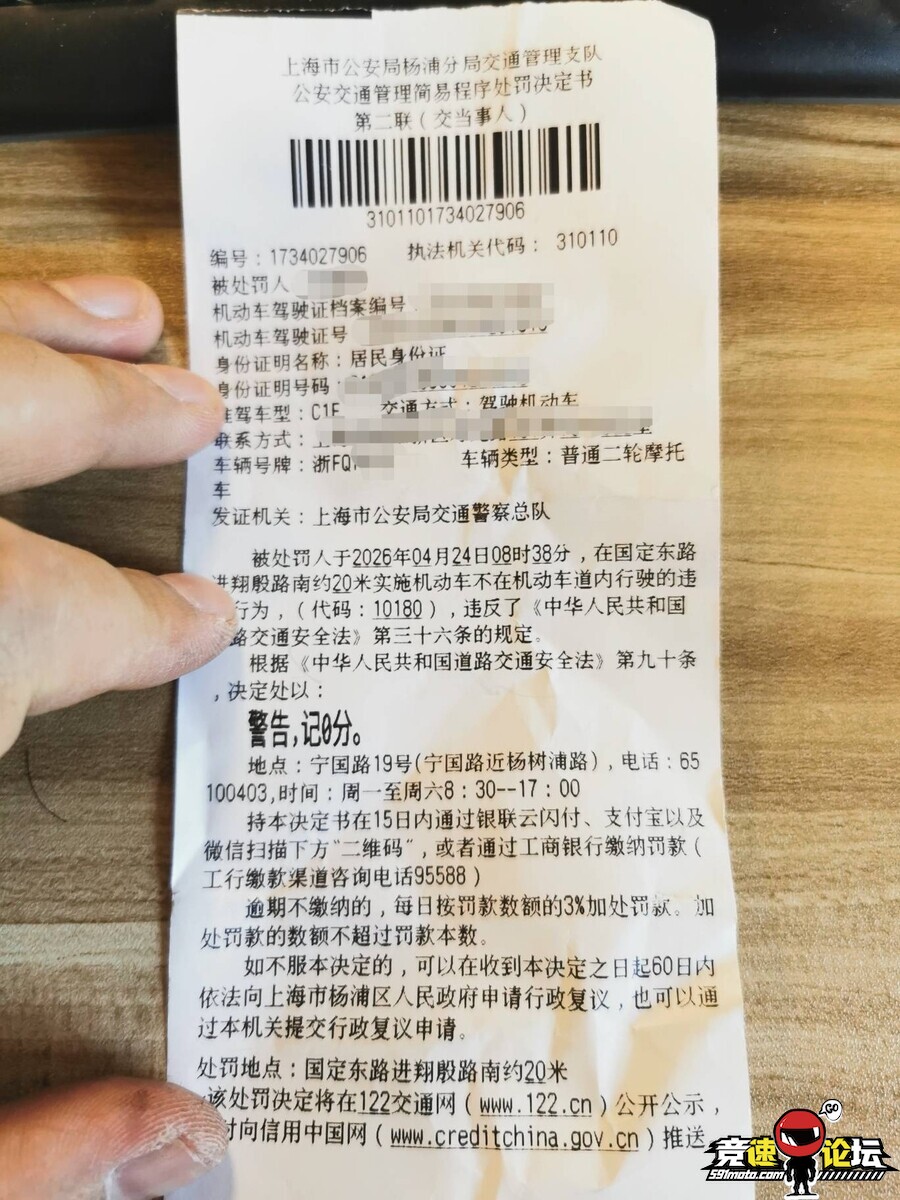 上海市公安局杨浦分局交通管理支队
公安交通管理简易程序处罚决定书
第二联（交当事人）
3101101734027906
编号：1734027906 执法机关代码：310110
被处罚人
机动车驾驶证档案编号
机动车驾驶证号
身份证明名称：居民身份证
身份证明号码：
准驾车型：C1E 交通方式：驾驶机动车
联系方式：
车辆号牌：浙FQ 车辆类型：普通二轮摩托
车
发证机关：上海市公安局交通警察总队
被处罚人于2026年04月24日08时38分，在国定东路
进翔殷路南约20米实施机动车不在机动车道内行驶的违
行为，（代码：10180），违反了《中华人民共和国
路交通安全法》第三十六条的规定。
根据《中华人民共和国道路交通安全法》第九十条
，决定处以：
警告,记0分。
地点：宁国路19号(宁国路近杨树浦路)，电话：65
100403,时间：周一至周六8：30--17：00
持本决定书在15日内通过银联云闪付、支付宝以及
微信扫描下方"二维码"，或者通过工商银行缴纳罚款（
工行缴款渠道咨询电话95588）
逾期不缴纳的，每日按罚款数额的3%加处罚款。加
处罚款的数额不超过罚款本数。
如不服本决定的，可以在收到本决定之日起60日内
依法向上海市杨浦区人民政府申请行政复议，也可以通
过本机关提交行政复议申请。
处罚地点：国定东路进翔殷路南约20米
该处罚决定将在122交通网（www.122.cn）公开公示，
时向信用中国网（www.creditchina.gov.cn）推送
GO
竞速论坛
591moto.com